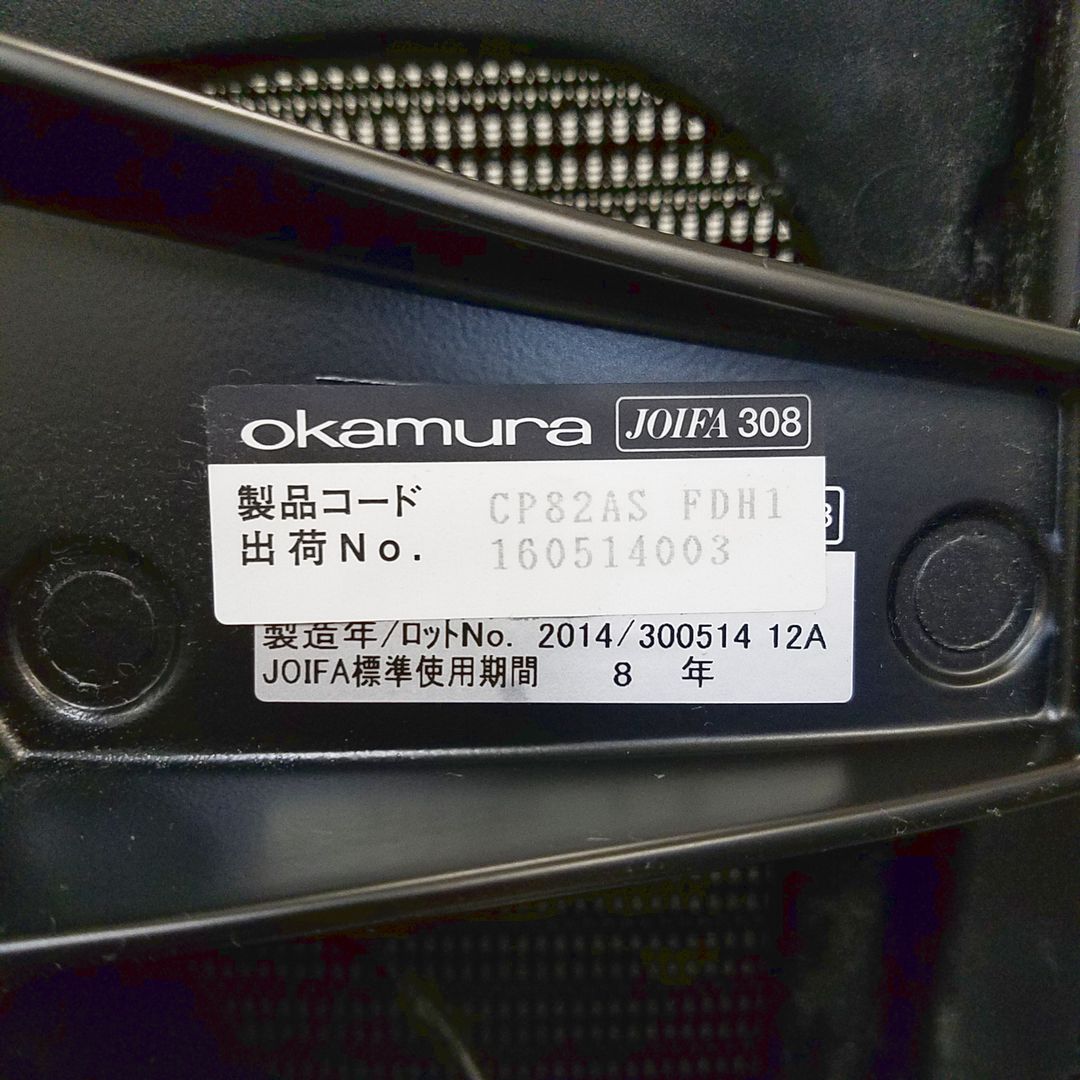 okamura JOIFA 308
製品コード CP82AS FDH1
出荷No. 160514003
製造年/ロットNo. 2014/300514 12A
JOIFA標準使用期間 8 年